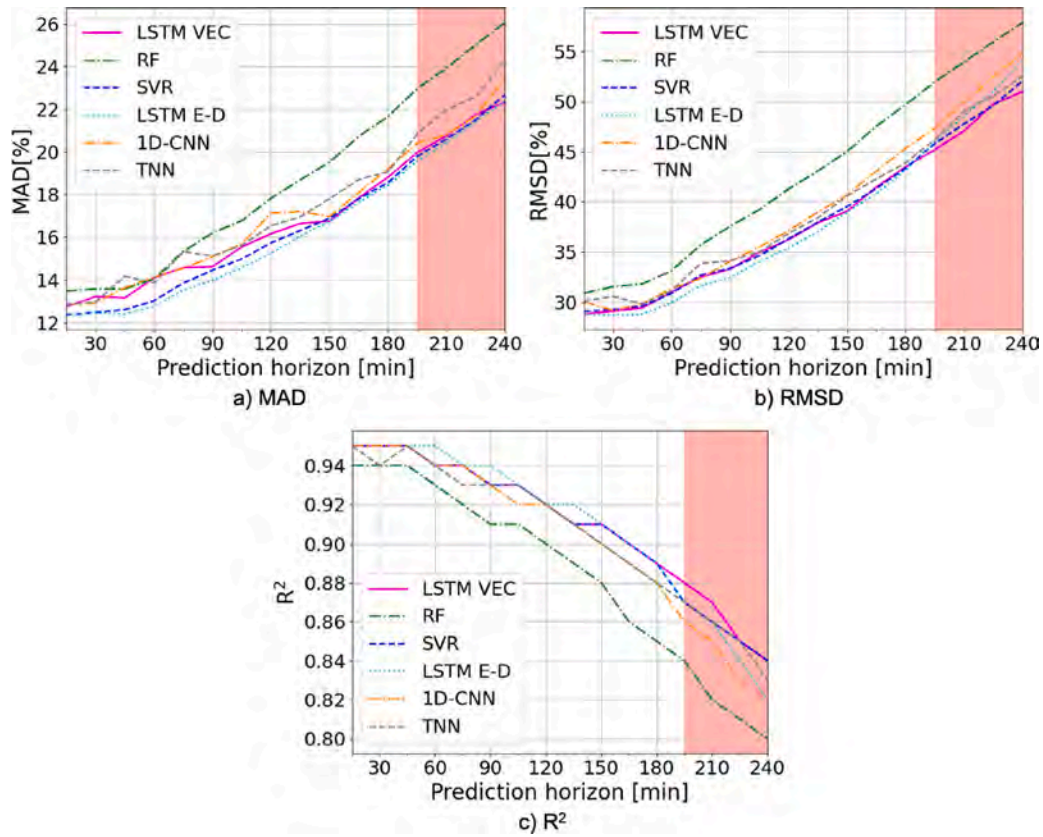 26
24
22
20
18
16
14
12
MAD[%]
LSTM VEC
RF
SVR
LSTM E-D
1D-CNN
TNN
30 60 90 120 150 180 210 240
Prediction horizon [min]
a) MAD
55
50
45
40
35
30
RMSD[%]
LSTM VEC
RF
SVR
LSTM E-D
1D-CNN
TNN
30 60 90 120 150 180 210 240
Prediction horizon [min]
b) RMSD
0.94
0.92
0.90
0.88
0.86
0.84
0.82
0.80
R²
LSTM VEC
RF
SVR
LSTM E-D
1D-CNN
TNN
30 60 90 120 150 180 210 240
Prediction horizon [min]
c) R²